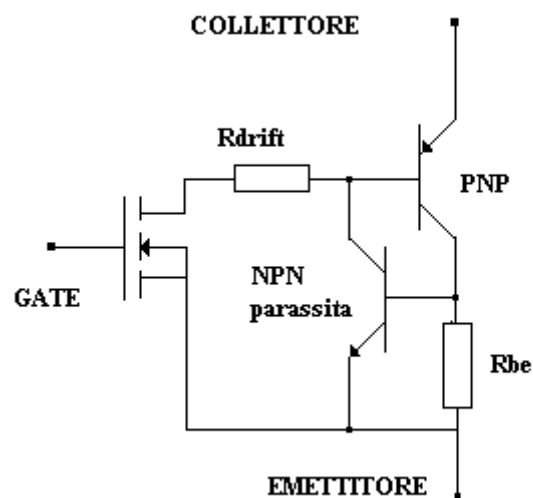 COLLETTORE
Rdrift
PNP
NPN
parassita
GATE
Rbe
EMETTITORE